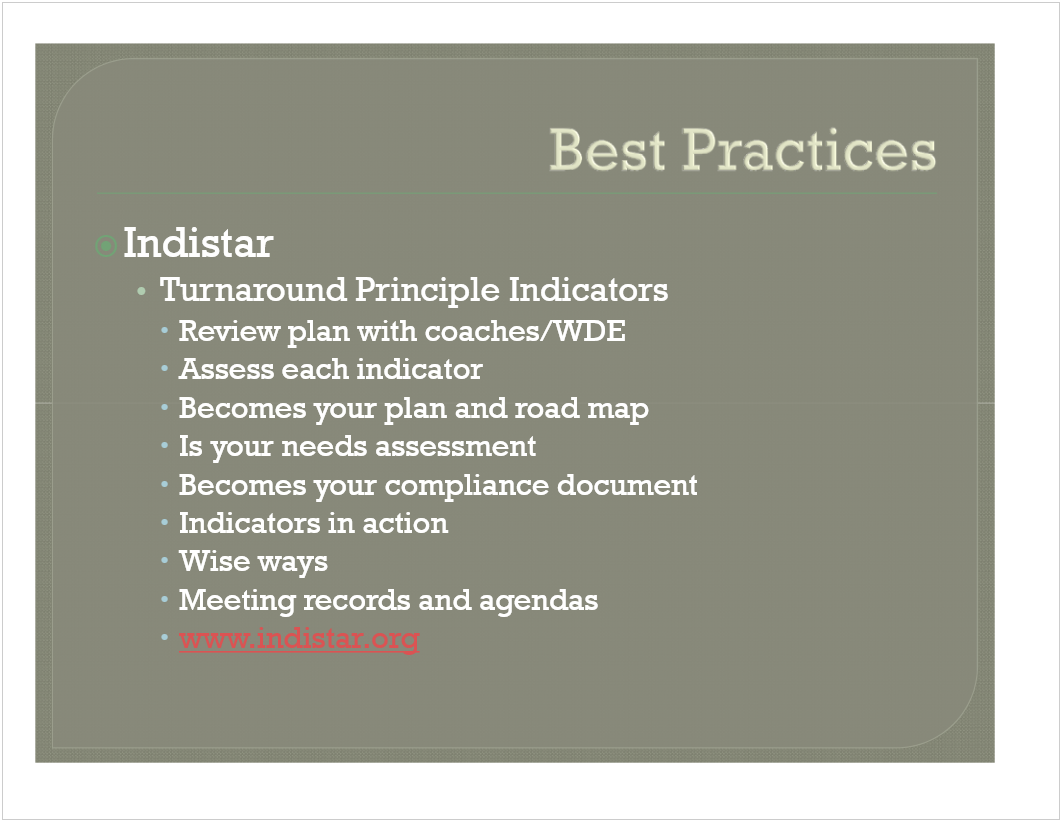 Best Practices
Indistar
Turnaround Principle Indicators
Review plan with coaches/WDE
Assess each indicator
Becomes your plan and road map
Is your needs assessment
Becomes your compliance document
Indicators in action
Wise ways
Meeting records and agendas
www.indistar.org